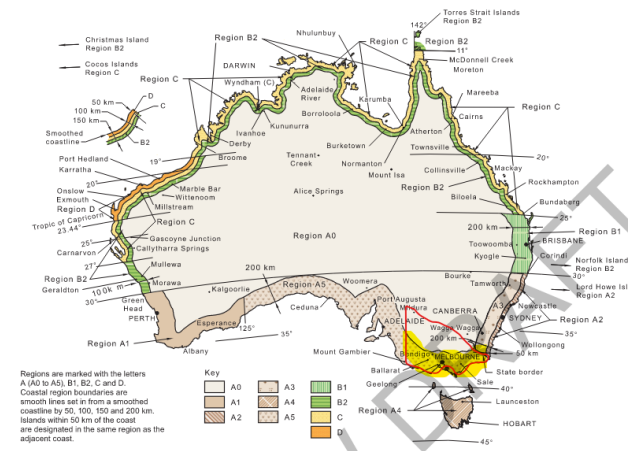 Torres Strait Islands
Region B2
142°
Christmas Island
Region B2
Cocos Islands
Region C
Region B2
Nhulunbuy
Region C
Region B2
11°
McDonnell Creek
Moreton
DARWIN
Wyndham (C)
Region C
Adelaide
River
Borroloola
Karumba
Mareeba
Region C
Cairns
50 km
100 km
150 km
D
C
B2
Smoothed
coastline
Kununurra
Ivanhoe
Derby
Broome
Atherton
Townsville
Burketown
Normanton
Mount Isa
Collinsville
Mackay
20°
Port Hedland
Karratha
19°
20°
Tennant
Creek
Region B2
Rockhampton
Onslow
Exmouth
Region D
Marble Bar
Wittenoom
Millstream
Alice Springs
Biloela
Bundaberg
Tropic of Capricorn
23.44°
Region C
25°
200 km
Region B1
Gascoyne Junction
Callytharra Springs
Carnarvon
25°
27°
Region A0
Toowoomba
BRISBANE
Kyogle
Corindi
Norfolk Island
Region B2
Mullewa
Region B2
Geraldton
100k m
Morawa
30°
200 km
Bourke
30°
Tamworth
Lord Howe Isl
Region A2
Green
Head
PERTH
Kalgoorlie
Region A5
Woomera
Ceduna
Port Augusta
Mildura
CANBERRA
A3
Newcastle
SYDNEY
Region A2
Esperance
125°
35°
ADELAIDE
Wagga Wagga
200 km
35°
Wollongong
Region A1
Albany
Mount Gambier
Bendigo
MELBOURNE
50 km
Ballarat
State border
Geelong
Sale
40°
Launceston
Region A4
HOBART
45°
Regions are marked with the letters
A (A0 to A5), B1, B2, C and D.
Coastal region boundaries are
smooth lines set in from a smoothed
coastline by 50, 100, 150 and 200 km.
Islands within 50 km of the coast
are designated in the same region as the
adjacent coast.
Key
A0
A3
B1
A1
A4
B2
A2
A5
C
D
DRAFT